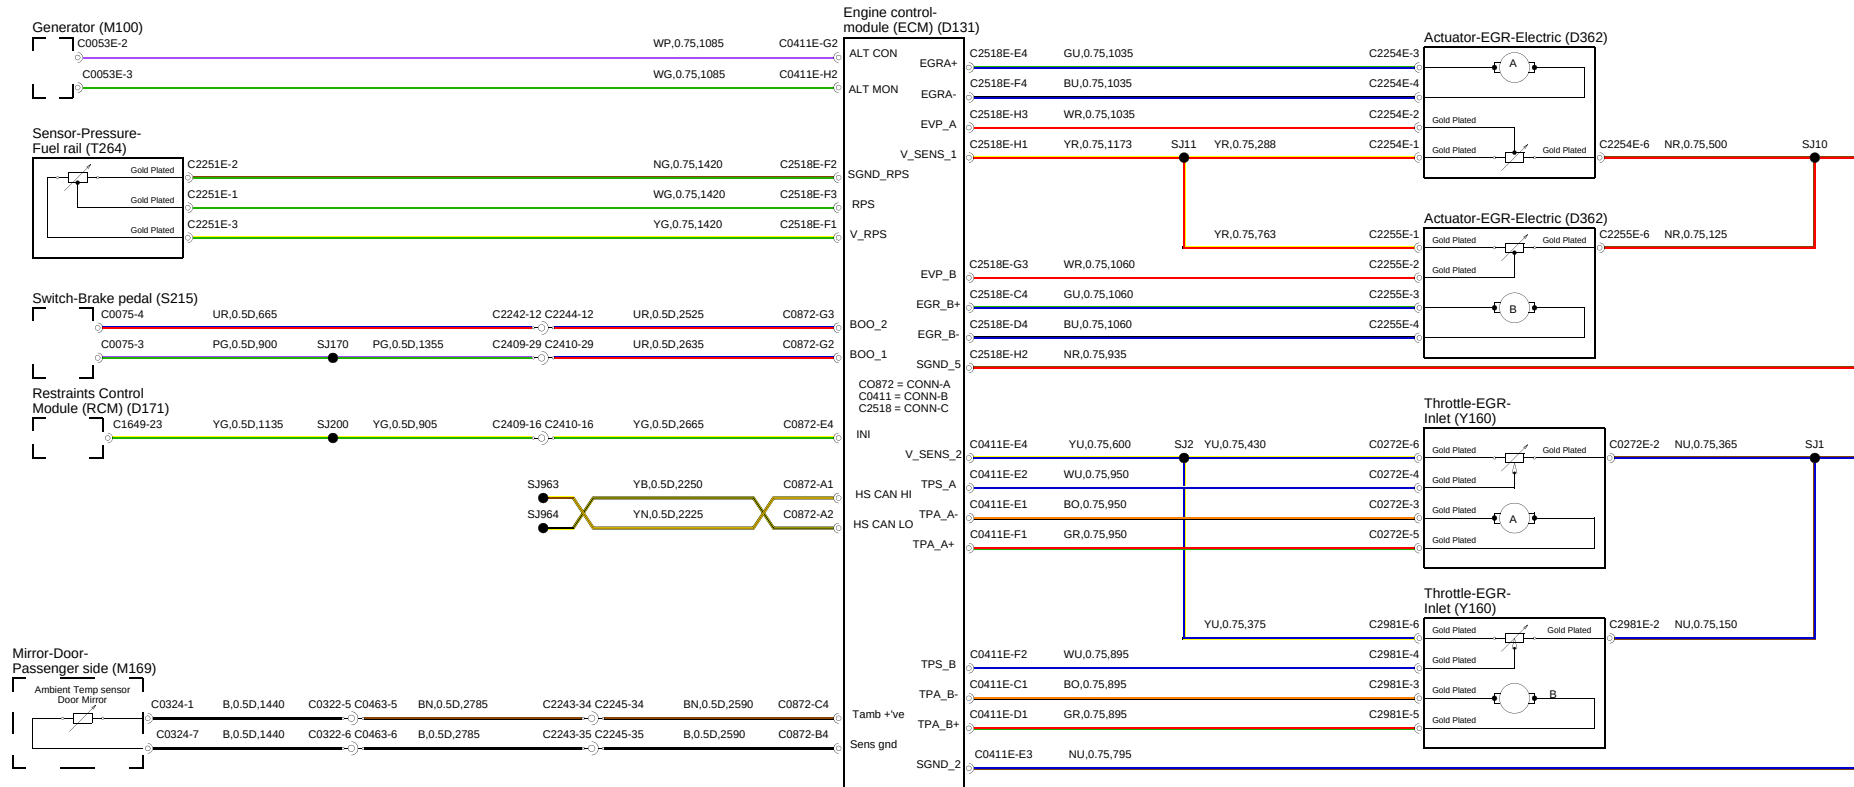 Generator (M100)
C0053E-2
WP,0.75,1085
C0411E-G2
C0053E-3
WG,0.75,1085
C0411E-H2
Sensor-Pressure-
Fuel rail (T264)
Gold Plated
Gold Plated
Gold Plated
C2251E-2
NG,0.75,1420
C2518E-F2
C2251E-1
WG,0.75,1420
C2518E-F3
C2251E-3
YG,0.75,1420
C2518E-F1
Switch-Brake pedal (S215)
C0075-4
UR,0.5D,665
C2242-12 C2244-12
UR,0.5D,2525
C0872-G3
C0075-3
PG,0.5D,900
SJ170
PG,0.5D,1355
C2409-29 C2410-29
UR,0.5D,2635
C0872-G2
Restraints Control
Module (RCM) (D171)
C1649-23
YG,0.5D,1135
SJ200
YG,0.5D,905
C2409-16 C2410-16
YG,0.5D,2665
C0872-E4
SJ963
YB,0.5D,2250
C0872-A1
SJ964
YN,0.5D,2225
C0872-A2
Mirror-Door-
Passenger side (M169)
Ambient Temp sensor
Door Mirror
C0324-1
B,0.5D,1440
C0322-5 C0463-5
BN,0.5D,2785
C2243-34 C2245-34
BN,0.5D,2590
C0872-C4
C0324-7
B,0.5D,1440
C0322-6 C0463-6
B,0.5D,2785
C2243-35 C2245-35
B,0.5D,2590
C0872-B4
Engine control-
module (ECM) (D131)
ALT CON
EGRA+
ALT MON
EGRA-
EVP_A
V_SENS_1
SGND_RPS
RPS
V_RPS
EVP_B
EGR_B+
BOO_2
EGR_B-
BOO_1
SGND_5
CO872 = CONN-A
C0411 = CONN-B
C2518 = CONN-C
INI
V_SENS_2
TPS_A
HS CAN HI
TPA_A-
HS CAN LO
TPA_A+
TPS_B
TPA_B-
Tamb +'ve
TPA_B+
Sens gnd
SGND_2
C2518E-E4
GU,0.75,1035
C2254E-3
C2518E-F4
BU,0.75,1035
C2254E-4
C2518E-H3
WR,0.75,1035
C2254E-2
C2518E-H1
YR,0.75,1173
SJ11
YR,0.75,288
C2254E-1
YR,0.75,763
C2255E-1
C2518E-G3
WR,0.75,1060
C2255E-2
C2518E-C4
GU,0.75,1060
C2255E-3
C2518E-D4
BU,0.75,1060
C2255E-4
C2518E-H2
NR,0.75,935
C0411E-E4
YU,0.75,600
SJ2
YU,0.75,430
C0272E-6
C0411E-E2
WU,0.75,950
C0272E-4
C0411E-E1
BO,0.75,950
C0272E-3
C0411E-F1
GR,0.75,950
C0272E-5
YU,0.75,375
C2981E-6
C0411E-F2
WU,0.75,895
C2981E-4
C0411E-C1
BO,0.75,895
C2981E-3
C0411E-D1
GR,0.75,895
C2981E-5
C0411E-E3
NU,0.75,795
Actuator-EGR-Electric (D362)
A
Gold Plated
Gold Plated
Gold Plated
C2254E-6
NR,0.75,500
SJ10
Actuator-EGR-Electric (D362)
Gold Plated
Gold Plated
Gold Plated
B
C2255E-6
NR,0.75,125
Throttle-EGR-
Inlet (Y160)
Gold Plated
Gold Plated
Gold Plated
Gold Plated
A
Gold Plated
C0272E-2
NU,0.75,365
SJ1
Throttle-EGR-
Inlet (Y160)
Gold Plated
Gold Plated
Gold Plated
Gold Plated
B
Gold Plated
C2981E-2
NU,0.75,150